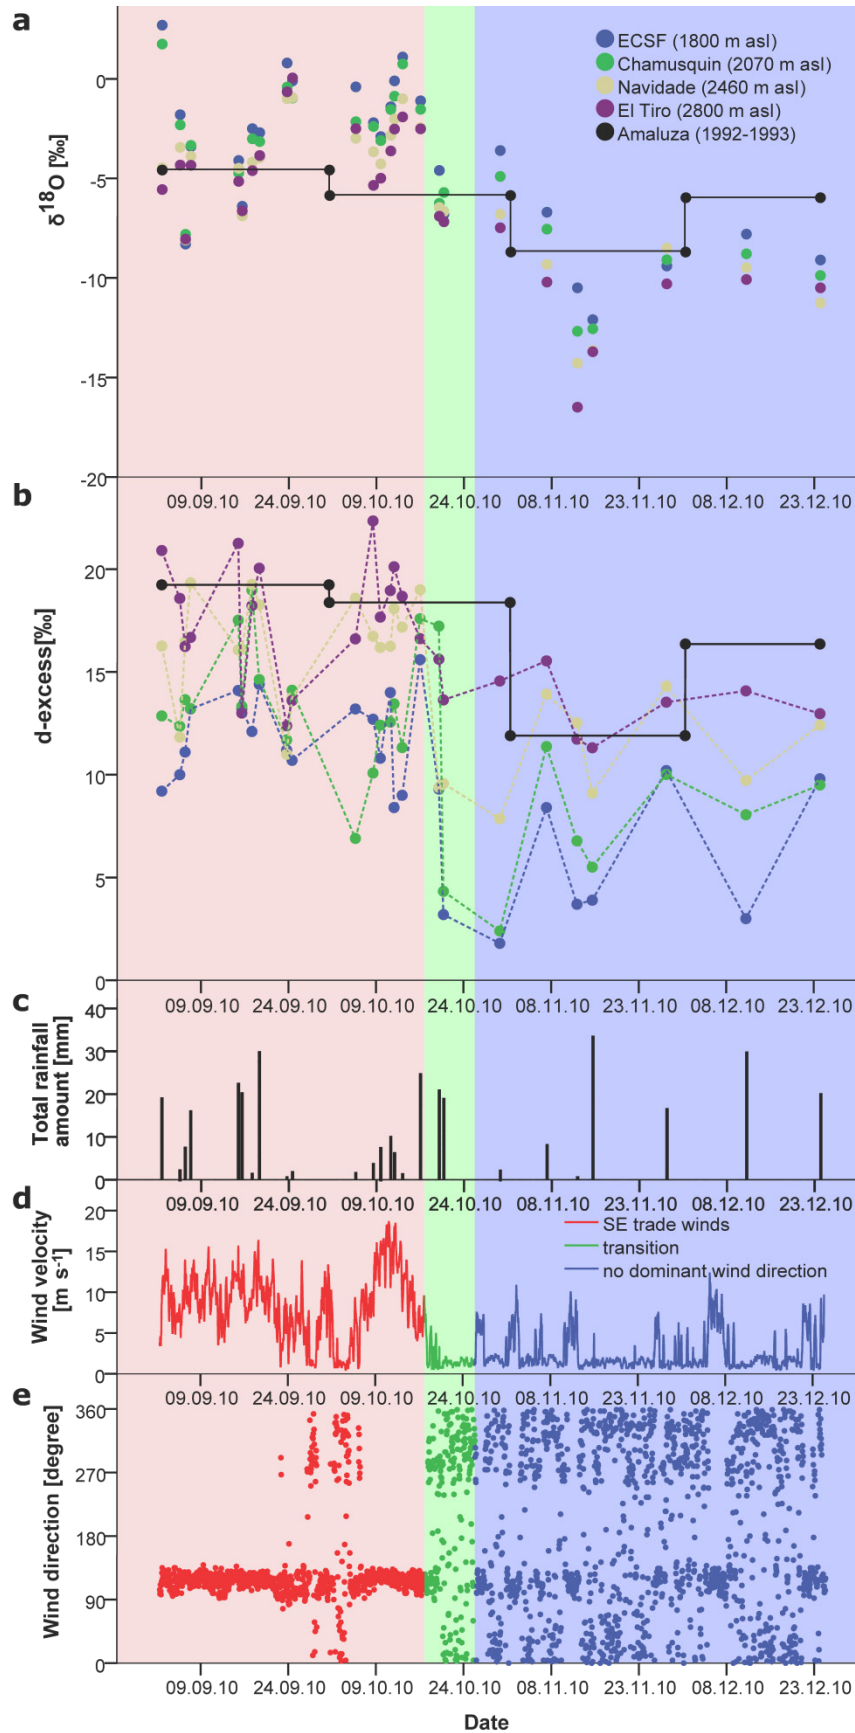 a
ECSF (1800 m asl)
Chamusquin (2070 m asl)
Navidade (2460 m asl)
El Tiro (2800 m asl)
Amaluza (1992-1993)
δ18O [‰]
0
-5
-10
-15
-20
09.09.10 24.09.10 09.10.10 24.10.10 08.11.10 23.11.10 08.12.10 23.12.10
b
d-excess[‰]
20
15
10
5
0
09.09.10 24.09.10 09.10.10 24.10.10 08.11.10 23.11.10 08.12.10 23.12.10
c
Total rainfall
amount [mm]
40
30
20
10
0
09.09.10 24.09.10 09.10.10 24.10.10 08.11.10 23.11.10 08.12.10 23.12.10
d
SE trade winds
transition
no dominant wind direction
Wind velocity
[m s-1]
20
15
10
5
0
09.09.10 24.09.10 09.10.10 24.10.10 08.11.10 23.11.10 08.12.10 23.12.10
e
Wind direction [degree]
360
270
180
90
0
09.09.10 24.09.10 09.10.10 24.10.10 08.11.10 23.11.10 08.12.10 23.12.10
Date